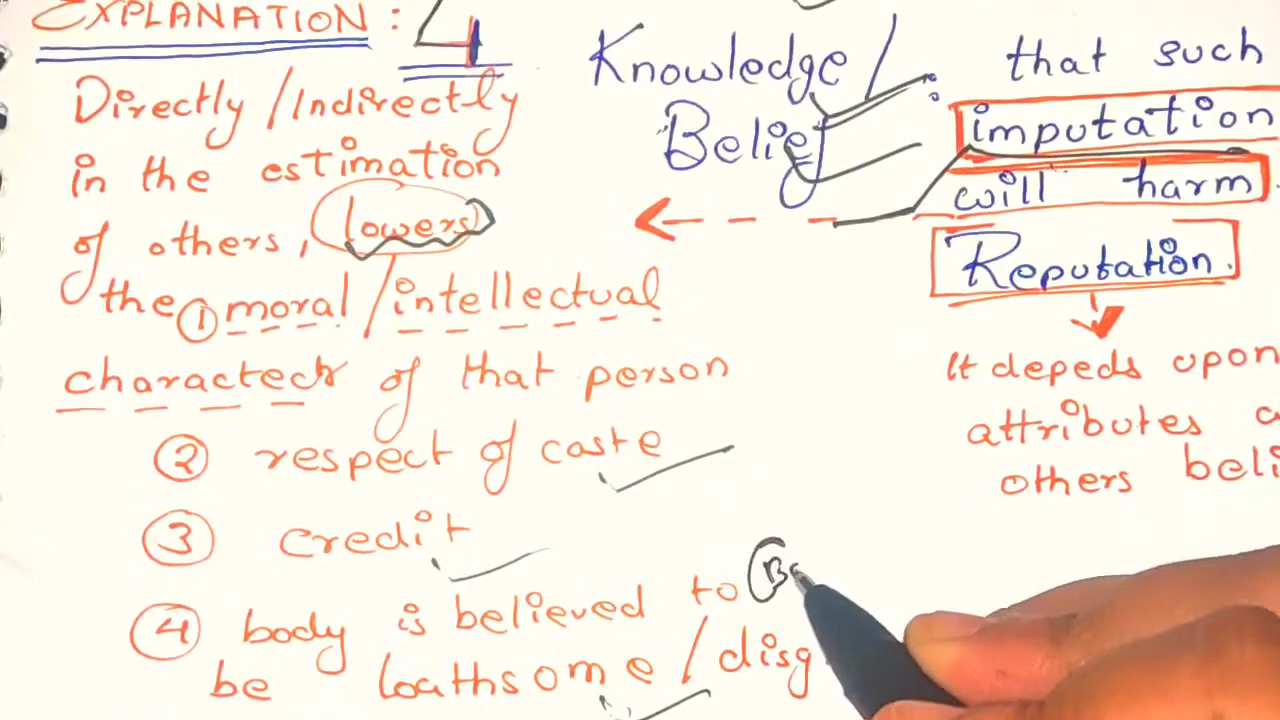 EXPLANATION: 4
Directly/Indirectly
in the estimation
of others, lowers
the ① moral/intellectual
characteck of that person
② respect of caste
③ credit
④ body is believed to
be loathsome/disg
Knowledge/
Belief
that such
imputation
will harm
Reputation.
It depeds upon
attributes
others